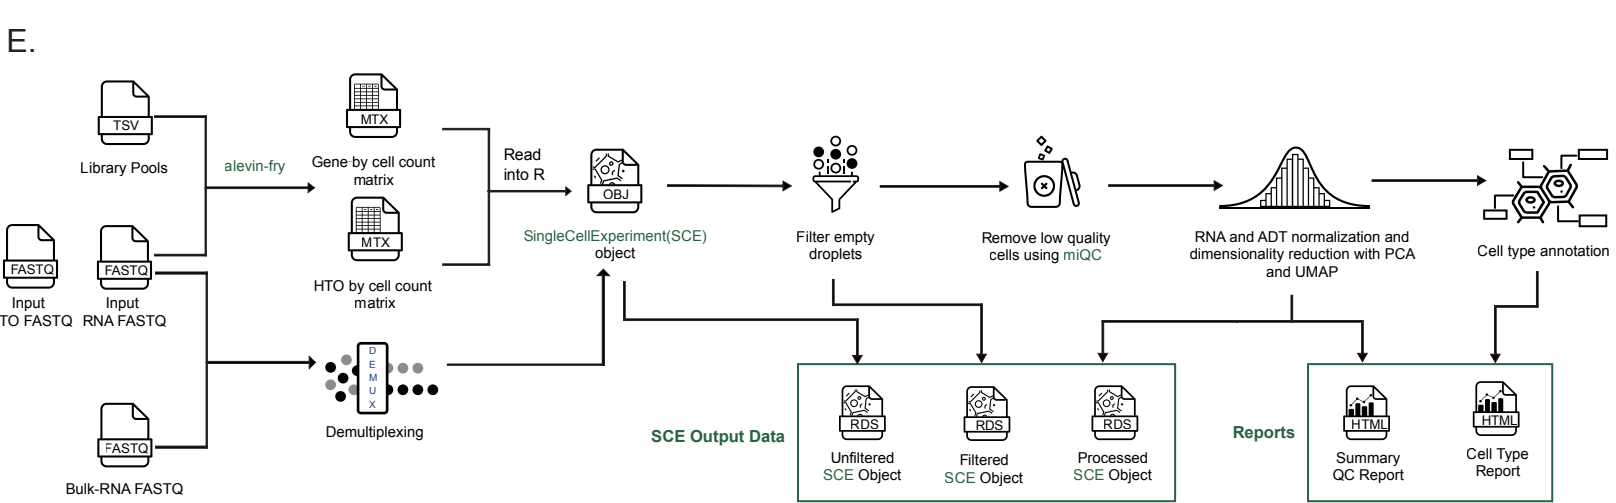 E.
TSV
Library Pools
alevin-fry
MTX
Gene by cell count
matrix
MTX
HTO by cell count
matrix
FASTQ
Input
TO FASTQ
FASTQ
Input
RNA FASTQ
FASTQ
Bulk-RNA FASTQ
D
E
M
U
X
Demultiplexing
Read
into R
OBJ
SingleCellExperiment(SCE)
object
Filter empty
droplets
Remove low quality
cells using miQC
RNA and ADT normalization and
dimensionality reduction with PCA
and UMAP
Cell type annotation
SCE Output Data
RDS
Unfiltered
SCE Object
RDS
Filtered
SCE Object
RDS
Processed
SCE Object
Reports
HTML
Summary
QC Report
HTML
Cell Type
Report